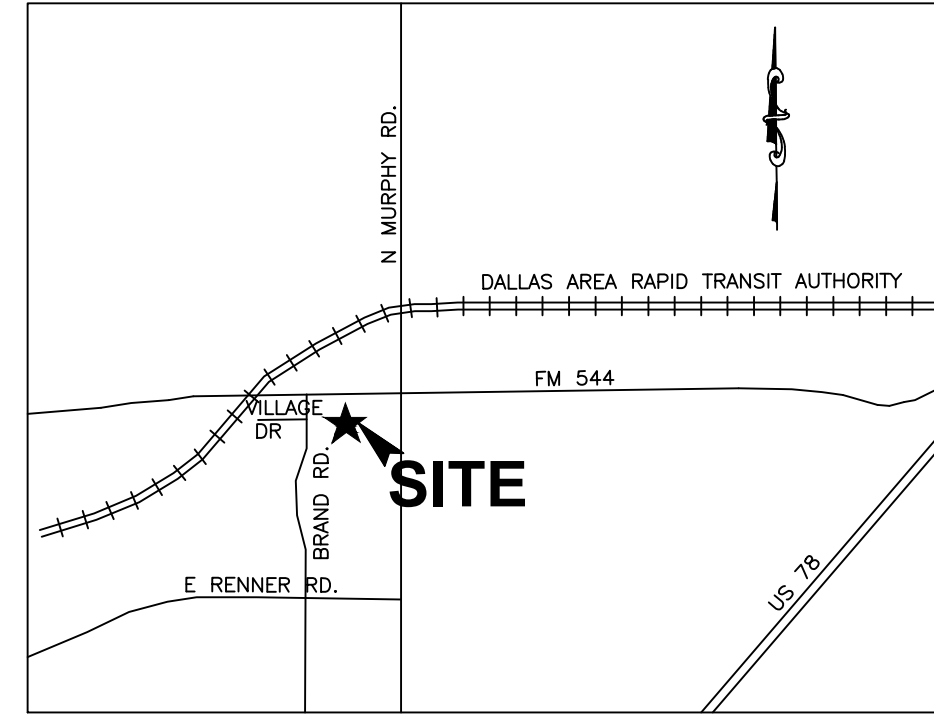 N MURPHY RD.
DALLAS AREA RAPID TRANSIT AUTHORITY
FM 544
VILLAGE
DR
BRAND RD.
SITE
E RENNER RD.
US 78